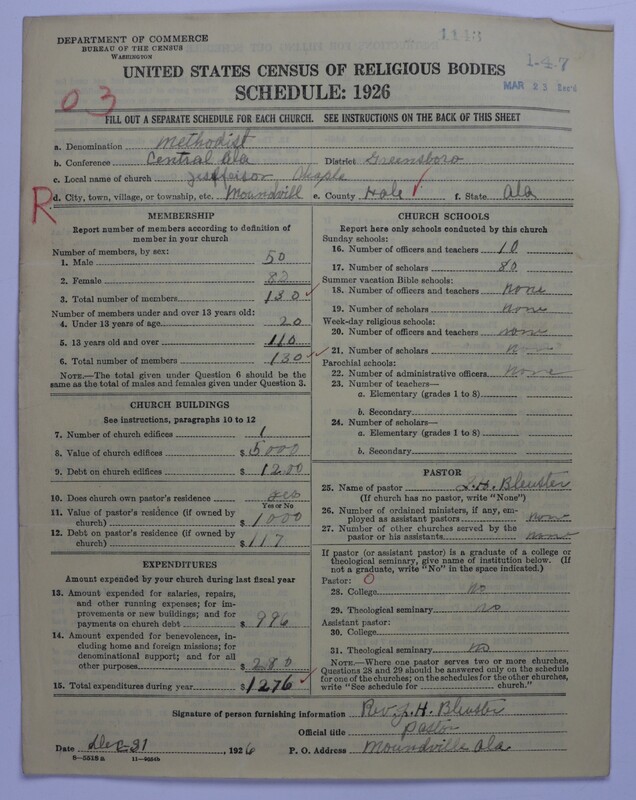 DEPARTMENT OF COMMERCE
BUREAU OF THE CENSUS
WASHINGTON
1-4-7
MAR 23
UNITED STATES CENSUS OF RELIGIOUS BODIES
SCHEDULE: 1926
03
FILL OUT A SEPARATE SCHEDULE FOR EACH CHURCH. SEE INSTRUCTIONS ON THE BACK OF THIS SHEET
a. Denomination Methodist
b. Conference Central Ala District Greensboro
c. Local name of church Jeffeison Chaple
R d. City, town, village, or township, etc. Moundvill e. County Hale f. State Ala
MEMBERSHIP
Report number of members according to definition of
member in your church
Number of members, by sex:
1. Male 50
2. Female 82
3. Total number of members 130
Number of members under and over 13 years old:
4. Under 13 years of age 20
5. 13 years old and over 110
6. Total number of members 130
NOTE.—The total given under Question 6 should be
the same as the total of males and females given under Question 3.
CHURCH BUILDINGS
See instructions, paragraphs 10 to 12
7. Number of church edifices 1
8. Value of church edifices $ 5000
9. Debt on church edifices $ 1200
10. Does church own pastor's residence yes
Yes or No
11. Value of pastor's residence (if owned by
church) $ 1000
12. Debt on pastor's residence (if owned by
church) $ 117
EXPENDITURES
Amount expended by your church during last fiscal year
13. Amount expended for salaries, repairs,
and other running expenses; for im-
provements or new buildings; and for
payments on church debt $ 996
14. Amount expended for benevolences, in-
cluding home and foreign missions; for
denominational support; and for all
other purposes $ 280
15. Total expenditures during year $ 1276
CHURCH SCHOOLS
Report here only schools conducted by this church
Sunday schools:
16. Number of officers and teachers 10
17. Number of scholars 80
Summer vacation Bible schools:
18. Number of officers and teachers none
19. Number of scholars none
Week-day religious schools:
20. Number of officers and teachers none
21. Number of scholars none
Parochial schools:
22. Number of administrative officers none
23. Number of teachers—
a. Elementary (grades 1 to 8)
b. Secondary
24. Number of scholars—
a. Elementary (grades 1 to 8)
b. Secondary
PASTOR
25. Name of pastor J. H. Bleuster
(If church has no pastor, write "None")
26. Number of ordained ministers, if any, em-
ployed as assistant pastors none
27. Number of other churches served by the
pastor or his assistants none
If pastor (or assistant pastor) is a graduate of a college or
theological seminary, give name of institution below. (If
not a graduate, write "No" in the space indicated.)
Pastor: O
28. College no
29. Theological seminary no
Assistant pastor:
30. College
31. Theological seminary no
NOTE.—Where one pastor serves two or more churches,
Questions 28 and 29 should be answered only on the schedule
for one of the churches; on the schedules for the other churches,
write "See schedule for church."
Signature of person furnishing information Rev. J. H. Bleuster
Official title pastor
Date Dec-21, 1926 P. O. Address Moundville Ala
8—5518 a 11—9264b